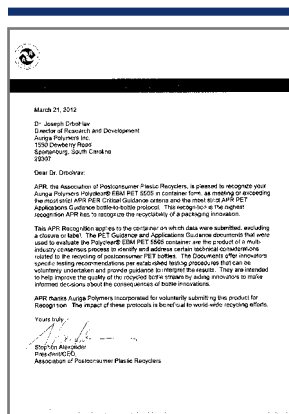 March 21, 2012
Dr. Joseph Drbohlav
Director of Research and Development
Auriga Polymers Inc.
1550 Dewberry Road
Spartanburg, South Carolina
29307
Dear Dr. Drbohlav:
APR, the Association of Postconsumer Plastic Recyclers, is pleased to recognize your
Auriga Polymers Polyclear® EBM PET 5505 in container form, as meeting or exceeding
the most strict APR PER Critical Guidance criteria and the most strict APR PET
Applications Guidance bottle-to-bottle protocol. This recognition is the highest
recognition APR has to recognize the recyclability of a packaging innovation.
This APR Recognition applies to the container on which data were submitted, excluding
a closure or label. The PET Guidance and Applications Guidance documents that were
used to evaluate the Polyclear® EBM PET 5505 container are the product of a multi-
industry consensus process to identify and address certain technical considerations
related to the recycling of postconsumer PET bottles. The Documents offer innovators
specific testing recommendations per established testing procedures that can be
voluntarily undertaken and provide guidance to interpret the results. They are intended
to help improve the quality of the recycled bottle stream by aiding innovators to make
informed decisions about the consequences of bottle innovations.
APR thanks Auriga Polymers Incorporated for voluntarily submitting this product for
Recognition. The impact of these protocols is beneficial to world-wide recycling efforts.
Yours truly,
Stephen Alexander
President/CEO
Association of Postconsumer Plastic Recyclers